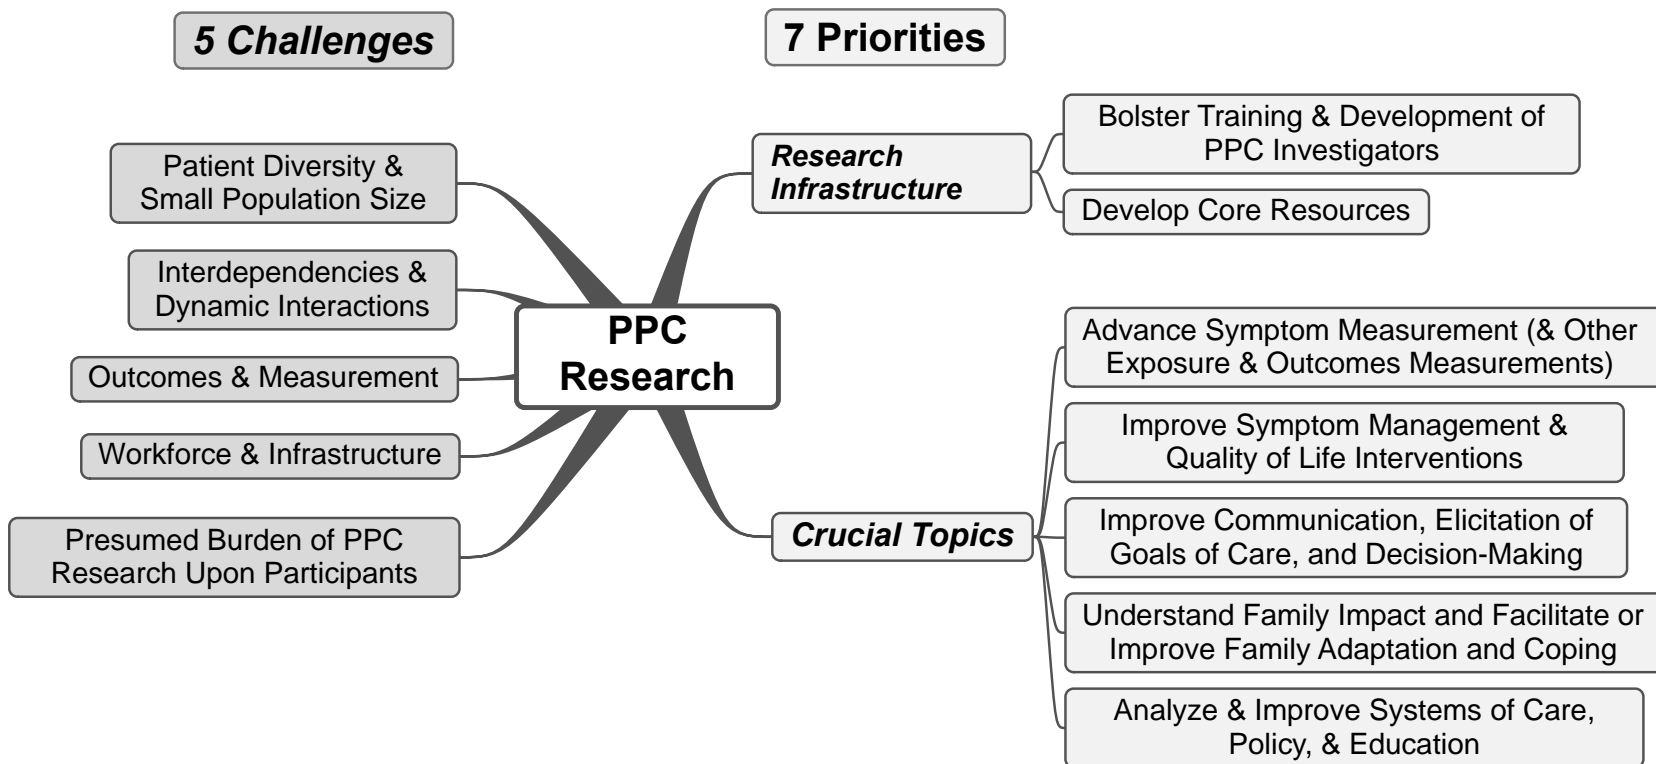 5 Challenges
7 Priorities
Patient Diversity &
Small Population Size
Interdependencies &
Dynamic Interactions
Outcomes & Measurement
Workforce & Infrastructure
Presumed Burden of PPC
Research Upon Participants
PPC
Research
Research
Infrastructure
Bolster Training & Development of
PPC Investigators
Develop Core Resources
Crucial Topics
Advance Symptom Measurement (& Other
Exposure & Outcomes Measurements)
Improve Symptom Management &
Quality of Life Interventions
Improve Communication, Elicitation of
Goals of Care, and Decision-Making
Understand Family Impact and Facilitate or
Improve Family Adaptation and Coping
Analyze & Improve Systems of Care,
Policy, & Education